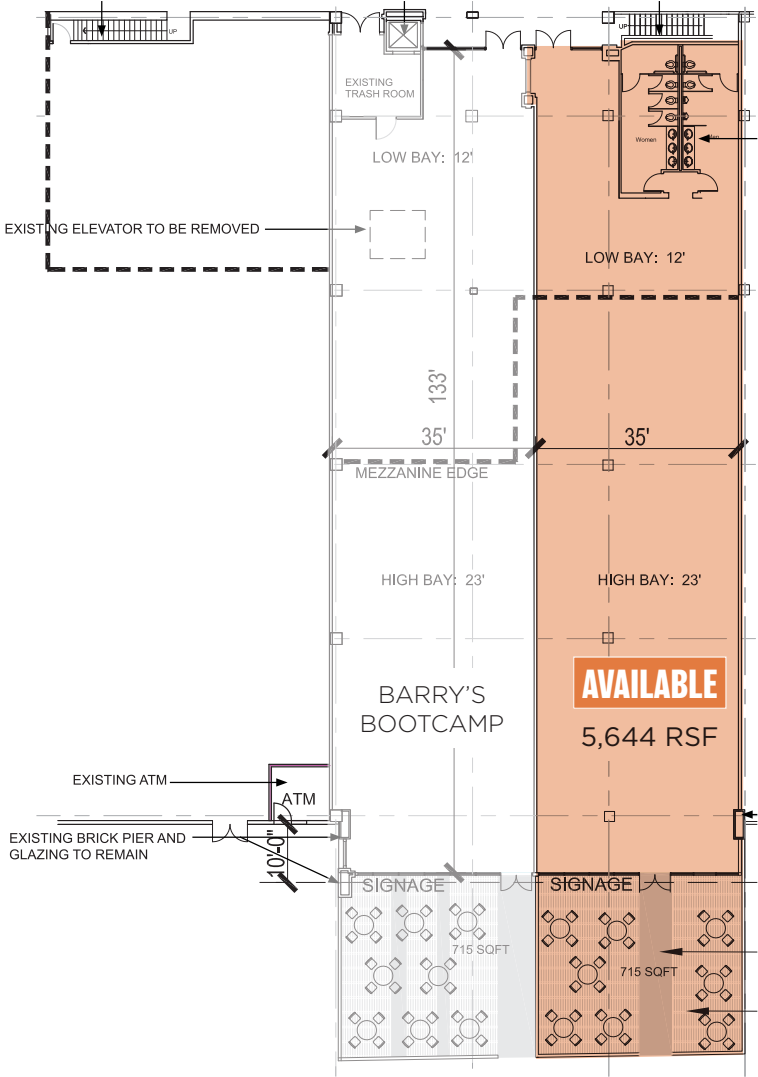 UP
UP
EXISTING
TRASH ROOM
LOW BAY: 12'
Women
Men
EXISTING ELEVATOR TO BE REMOVED
LOW BAY: 12'
133'
35'
35'
MEZZANINE EDGE
HIGH BAY: 23'
HIGH BAY: 23'
BARRY'S
BOOTCAMP
AVAILABLE
5,644 RSF
EXISTING ATM
ATM
EXISTING BRICK PIER AND
GLAZING TO REMAIN
10'-0"
SIGNAGE
SIGNAGE
715 SQFT
715 SQFT